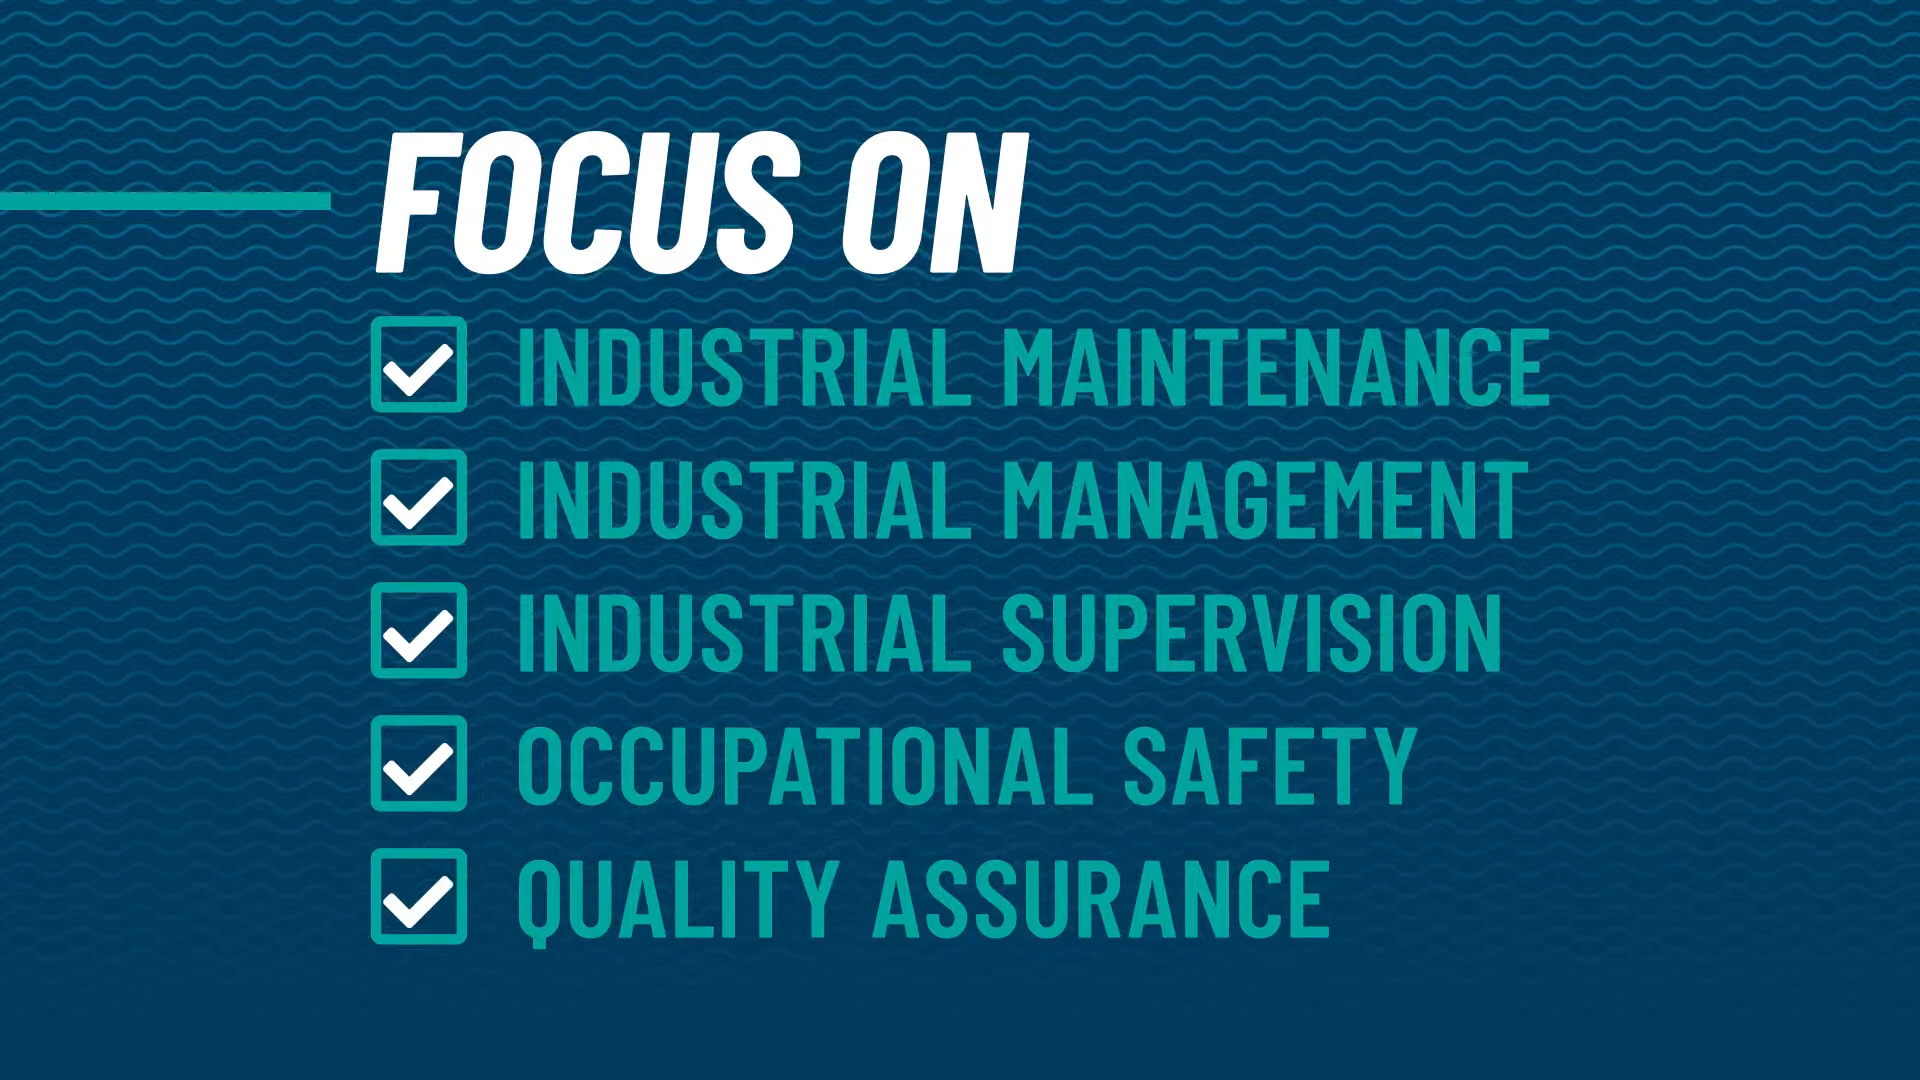 FOCUS ON
INDUSTRIAL MAINTENANCE
INDUSTRIAL MANAGEMENT
INDUSTRIAL SUPERVISION
OCCUPATIONAL SAFETY
QUALITY ASSURANCE